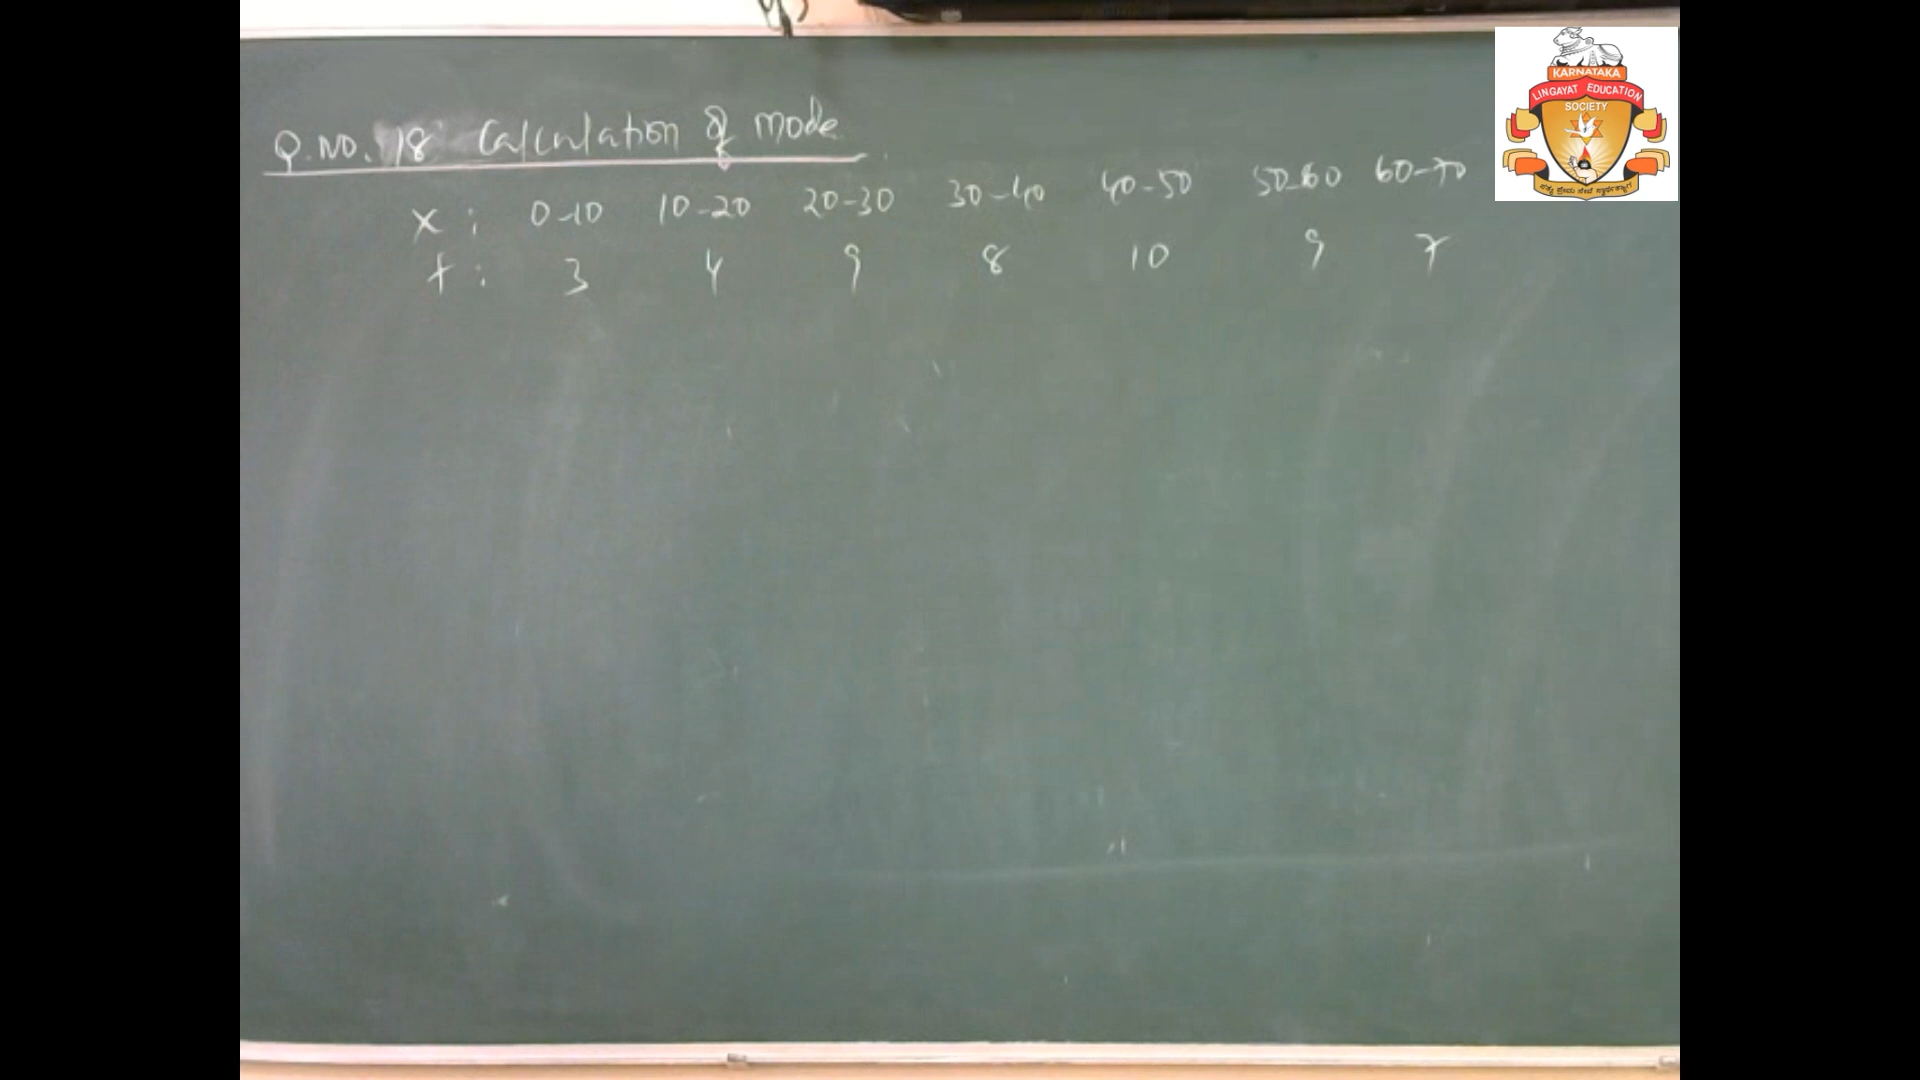 Q.NO. 18 Calculation of mode
X : 0-10 10-20 20-30 30-40 40-50 50-60 60-70
f : 3 4 9 8 10 9 7
KARNATAKA
LINGAYAT EDUCATION
SOCIETY